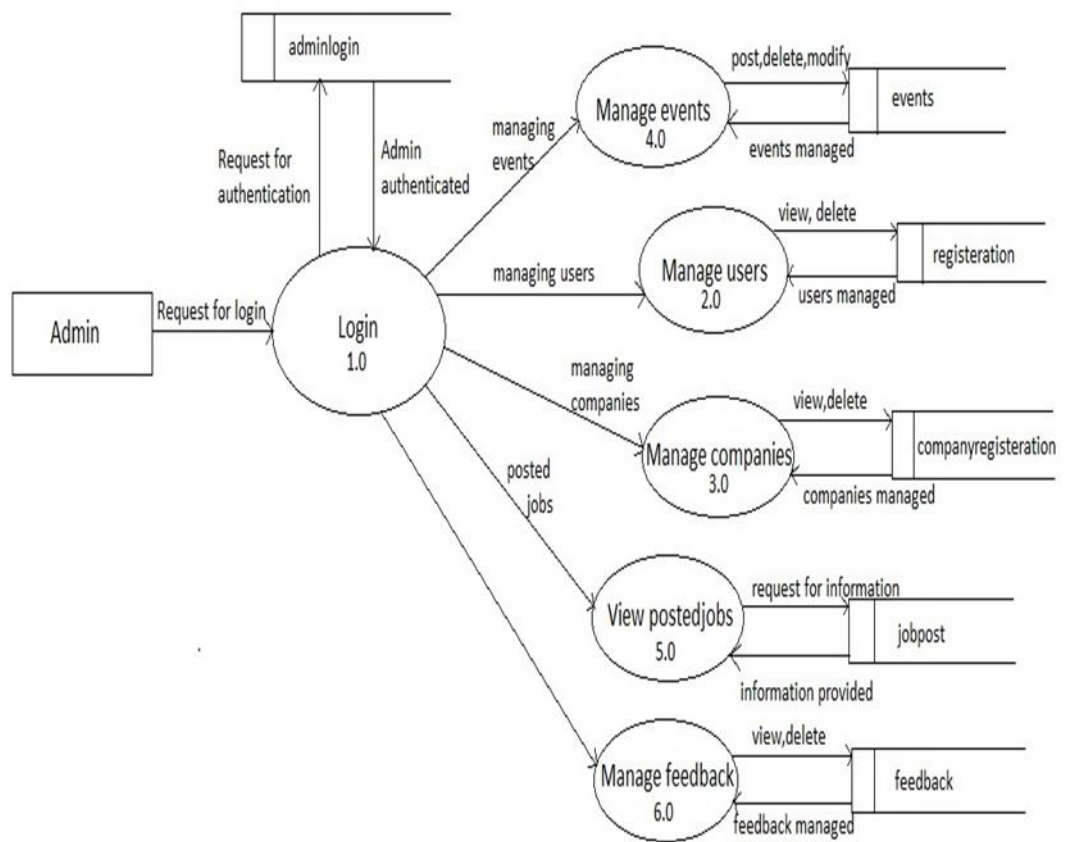 adminlogin
Request for
authentication
Admin
authenticated
Admin
Request for login
Login
1.0
managing
events
Manage events
4.0
post,delete,modify
events managed
events
managing users
Manage users
2.0
view, delete
users managed
registeration
managing
companies
Manage companies
3.0
view,delete
companies managed
companyregisteration
posted
jobs
View postedjobs
5.0
request for information
information provided
jobpost
Manage feedback
6.0
view,delete
feedback managed
feedback